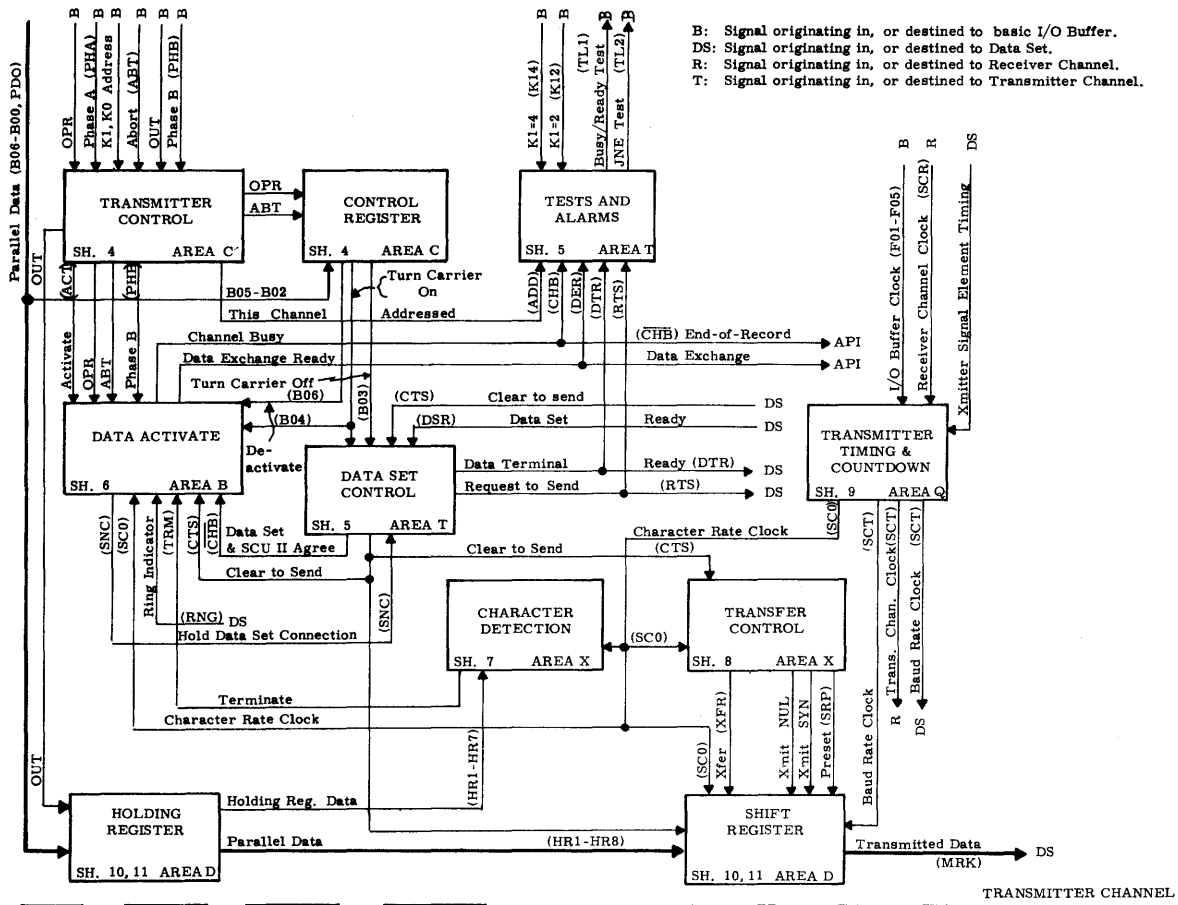 B B B B B B
B B B B
B: Signal originating in, or destined to basic I/O Buffer.
DS: Signal originating in, or destined to Data Set.
R: Signal originating in, or destined to Receiver Channel.
T: Signal originating in, or destined to Transmitter Channel.
Parallel Data (B06-B00, PDO)
OPR
Phase A (PHA)
K1, K0 Address
Abort (ABT)
OUT
Phase B (PHB)
K1=4 (K14)
K1=2 (K12)
Busy/Ready Test
(TL1)
JNE Test (TL2)
B R DS
I/O Buffer Clock (F01-F05)
Receiver Channel Clock (SCR)
Xmitter Signal Element Timing
TRANSMITTER
CONTROL
SH. 4 AREA C
OPR
ABT
CONTROL
REGISTER
SH. 4 AREA C
TESTS AND
ALARMS
SH. 5 AREA T
OUT
(ACT)
(PHB)
B05-B02
Turn Carrier
On
This Channel Addressed
(ADD)
(CHB)
(DER)
(DTR)
(RTS)
Activate
OPR
ABT
Phase B
Channel Busy
(CHB) End-of-Record
API
Data Exchange Ready
Data Exchange
API
Turn Carrier Off
(B06)
(B03)
(B04)
De-
activate
(CTS) Clear to send DS
(DSR) Data Set Ready DS
DATA ACTIVATE
SH. 6 AREA B
DATA SET
CONTROL
SH. 5 AREA T
Data Terminal Ready (DTR) DS
Request to Send (RTS) DS
TRANSMITTER
TIMING &
COUNTDOWN
SH. 9 AREA Q
(SNC)
(SC0)
Ring Indicator
(TRM)
(CTS)
(CHB)
Data Set
& SCU II Agree
Clear to Send
(SNC)
Character Rate Clock
(SC0)
Clear to Send (CTS)
(SCT)
Trans. Chan. Clock(SCT)
Baud Rate Clock (SCT)
(RNG) DS
Hold Data Set Connection
CHARACTER
DETECTION
SH. 7 AREA X
(SC0)
TRANSFER
CONTROL
SH. 8 AREA X
Terminate
Character Rate Clock
(HR1-HR7)
(SC0)
Xfer (XFR)
Xmit NUL
Xmit SYN
Preset (SRP)
Baud Rate Clock
R
DS
OUT
HOLDING
REGISTER
SH. 10, 11 AREA D
Holding Reg. Data
Parallel Data (HR1-HR8)
SHIFT
REGISTER
SH. 10, 11 AREA D
Transmitted Data
(MRK)
DS
TRANSMITTER CHANNEL